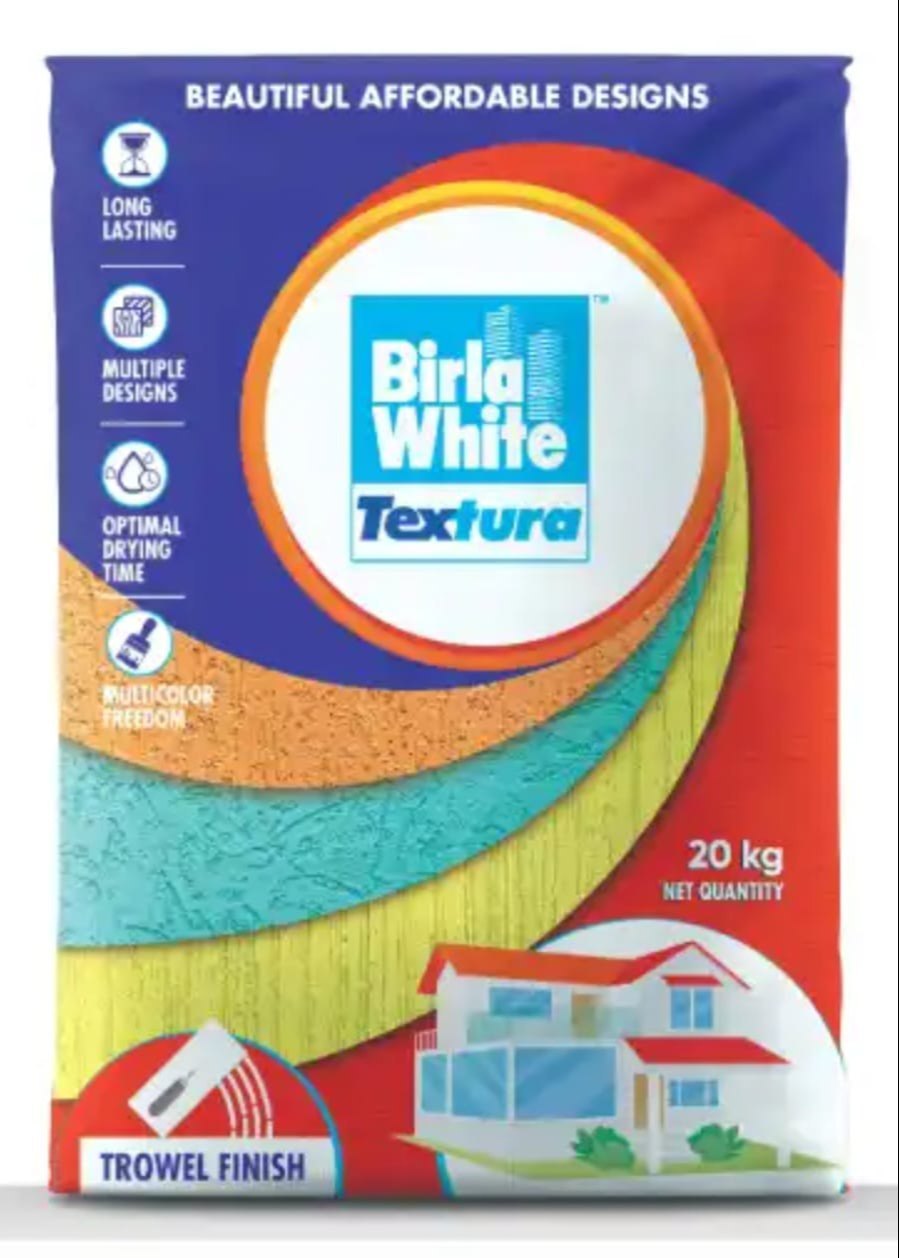 BEAUTIFUL AFFORDABLE DESIGNS
LONG
LASTING
MULTIPLE
DESIGNS
OPTIMAL
DRYING
TIME
MULTICOLOR
FREEDOM
Birla
White
TM
Textura
20 kg
NET QUANTITY
TROWEL FINISH